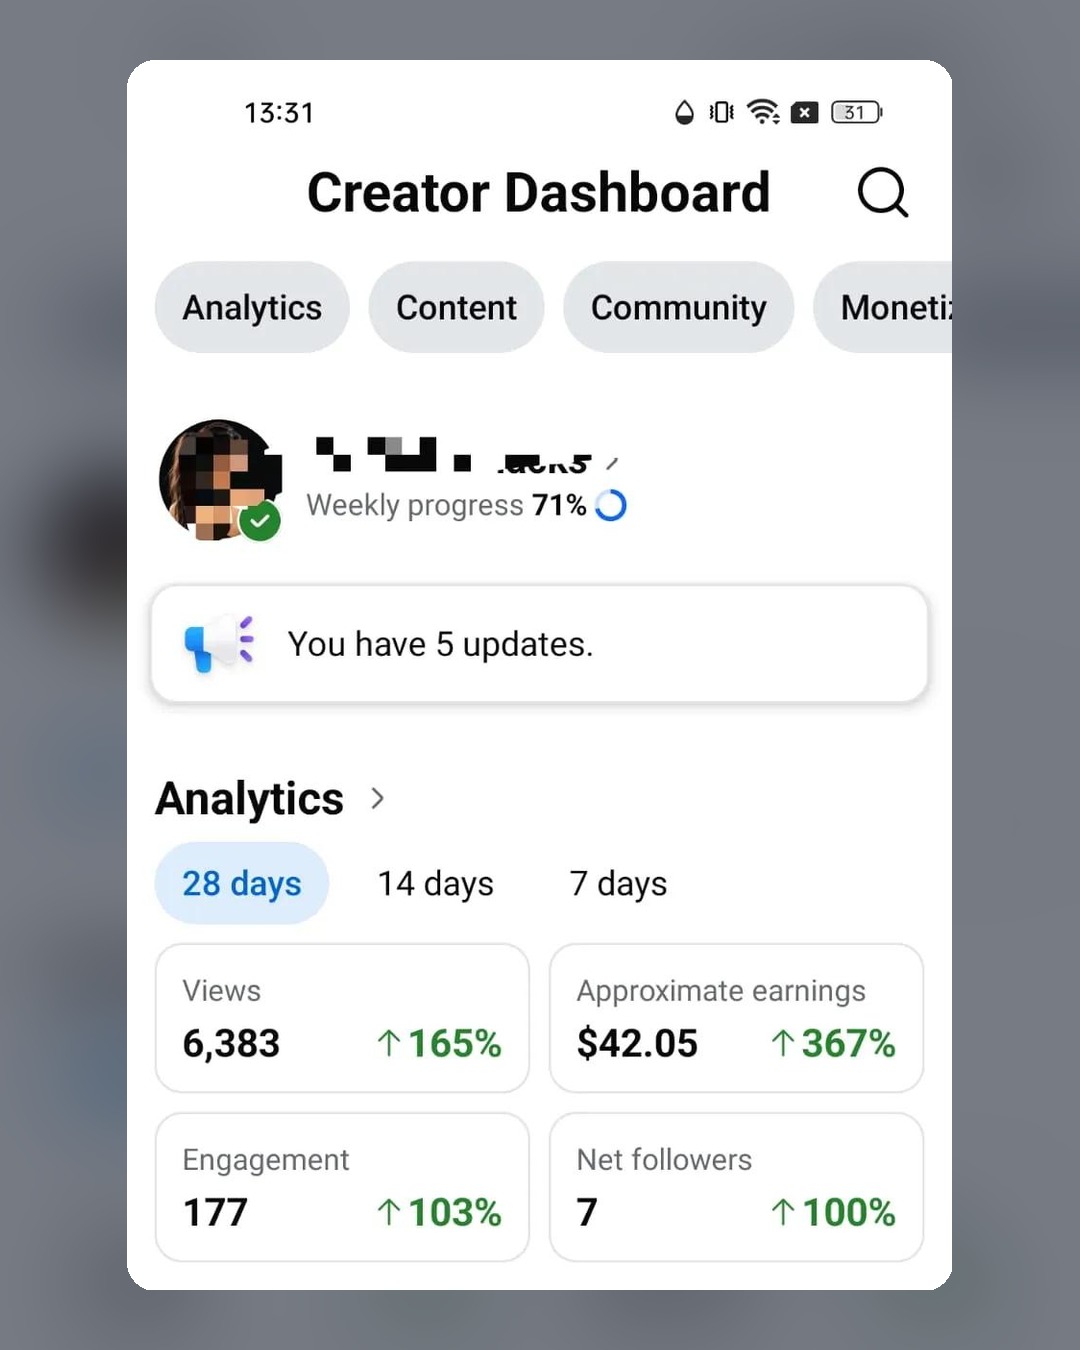 13:31
31
Creator Dashboard
Analytics Content Community Monetiz
Weekly progress 71%
You have 5 updates.
Analytics
28 days 14 days 7 days
Views Approximate earnings
6,383 ↑165% $42.05 ↑367%
Engagement Net followers
177 ↑103% 7 ↑100%